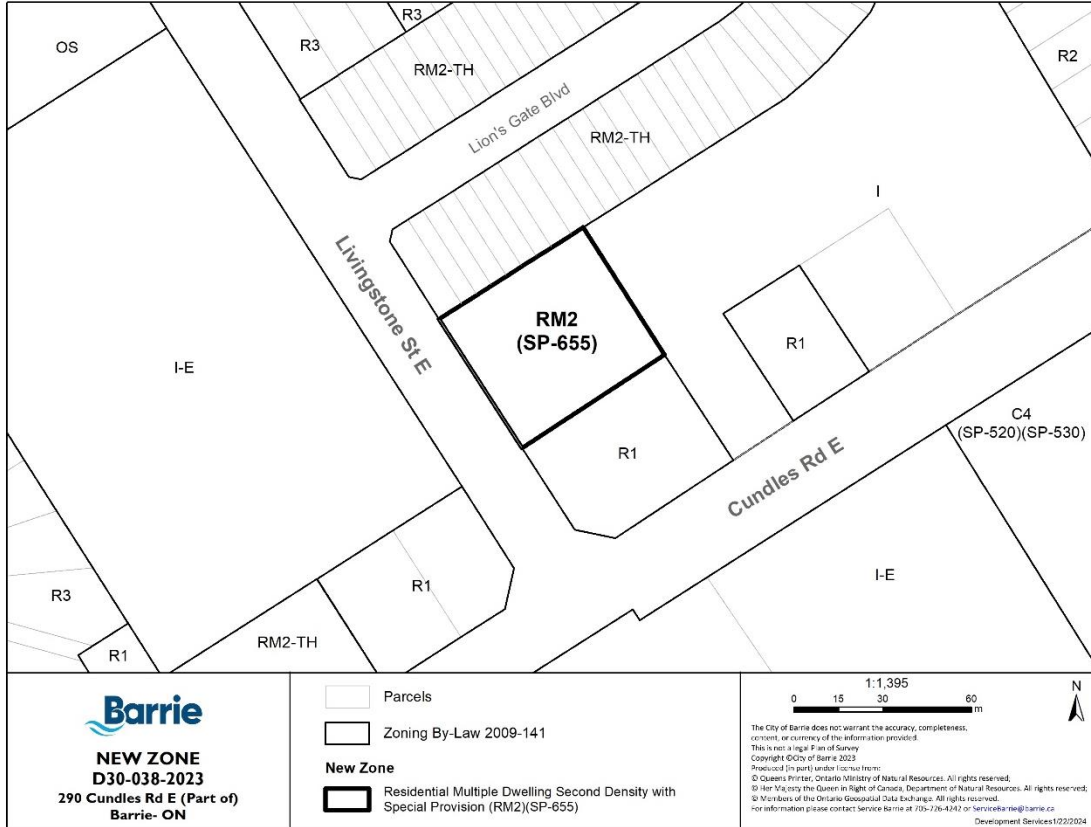 R3
OS
R3
RM2-TH
R2
Lion's Gate Blvd
RM2-TH
I
Livingstone St E
RM2
(SP-655)
I-E
R1
C4
(SP-520)(SP-530)
R1
Cundles Rd E
R1
I-E
R3
RM2-TH
R1
Barrie
NEW ZONE
D30-038-2023
290 Cundles Rd E (Part of)
Barrie- ON
Parcels
Zoning By-Law 2009-141
New Zone
Residential Multiple Dwelling Second Density with
Special Provision (RM2)(SP-655)
1:1,395
0 15 30 60
m
N
The City of Barrie does not warrant the accuracy, completeness,
content, or currency of the information provided.
This is not a legal Plan of Survey
Copyright ©City of Barrie 2023
Produced (in part) under license from:
© Queens Printer, Ontario Ministry of Natural Resources. All rights reserved;
© Her Majesty the Queen in Right of Canada, Department of Natural Resources. All rights reserved;
© Members of the Ontario Geospatial Data Exchange. All rights reserved.
For information please contact Service Barrie at 705-726-4242 or ServiceBarrie@barrie.ca
Development Services1/22/2024